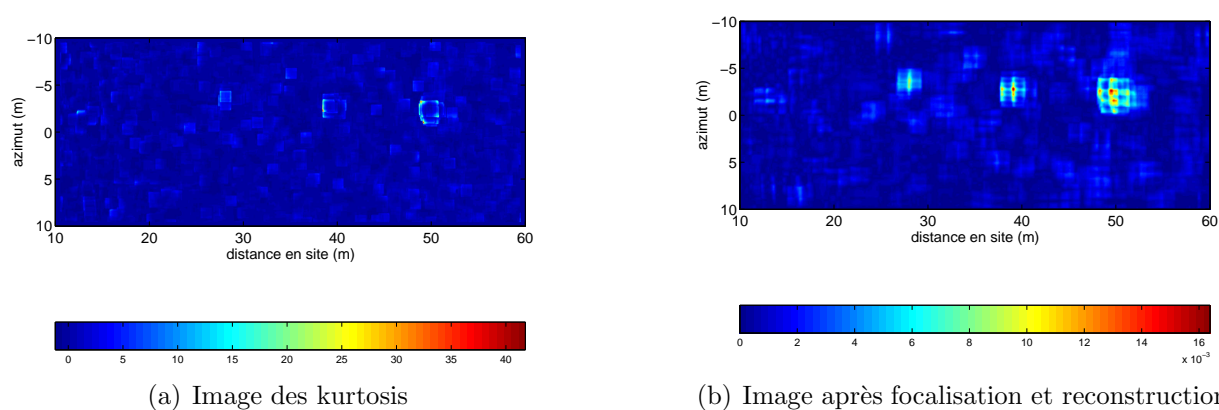 −10
−5
0
5
10
azimut (m)
10 20 30 40 50 60
distance en site (m)
0 5 10 15 20 25 30 35 40
(a) Image des kurtosis
−10
−5
0
5
10
azimut (m)
10 20 30 40 50 60
distance en site (m)
0 2 4 6 8 10 12 14 16
x 10⁻³
(b) Image après focalisation et reconstruction